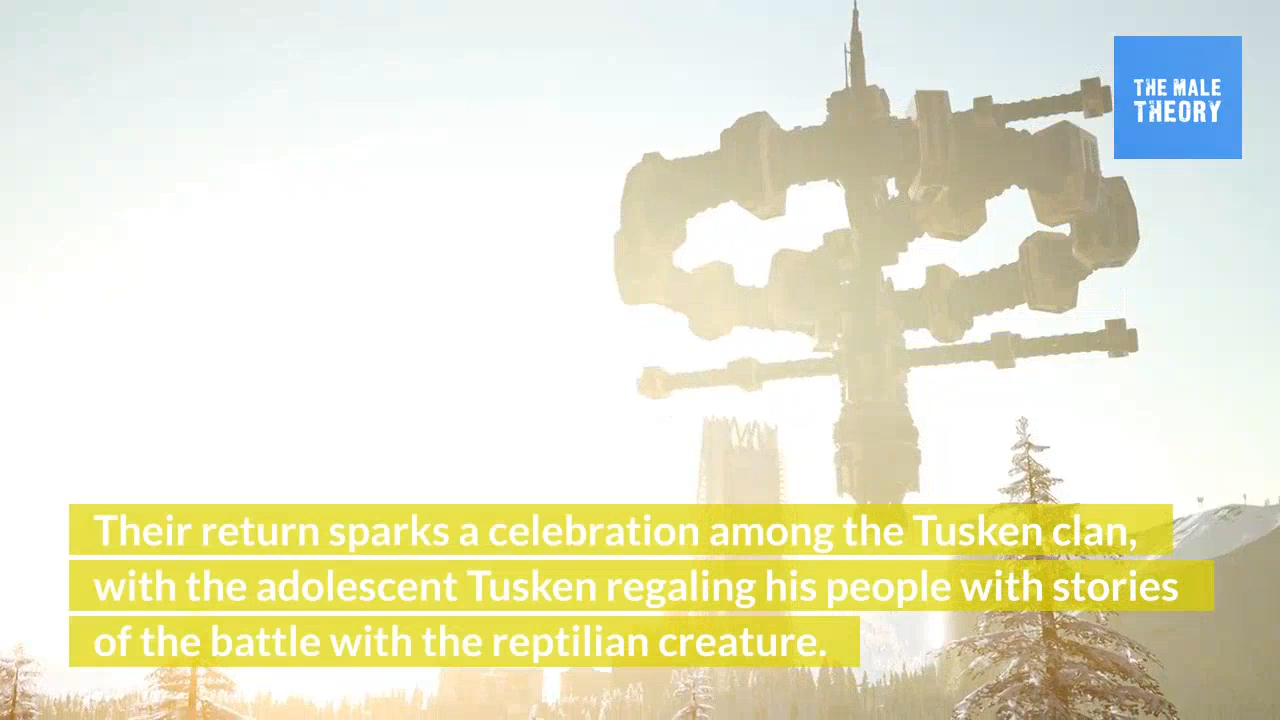 THE MALE
THEORY
Their return sparks a celebration among the Tusken clan,
with the adolescent Tusken regaling his people with stories
of the battle with the reptilian creature.